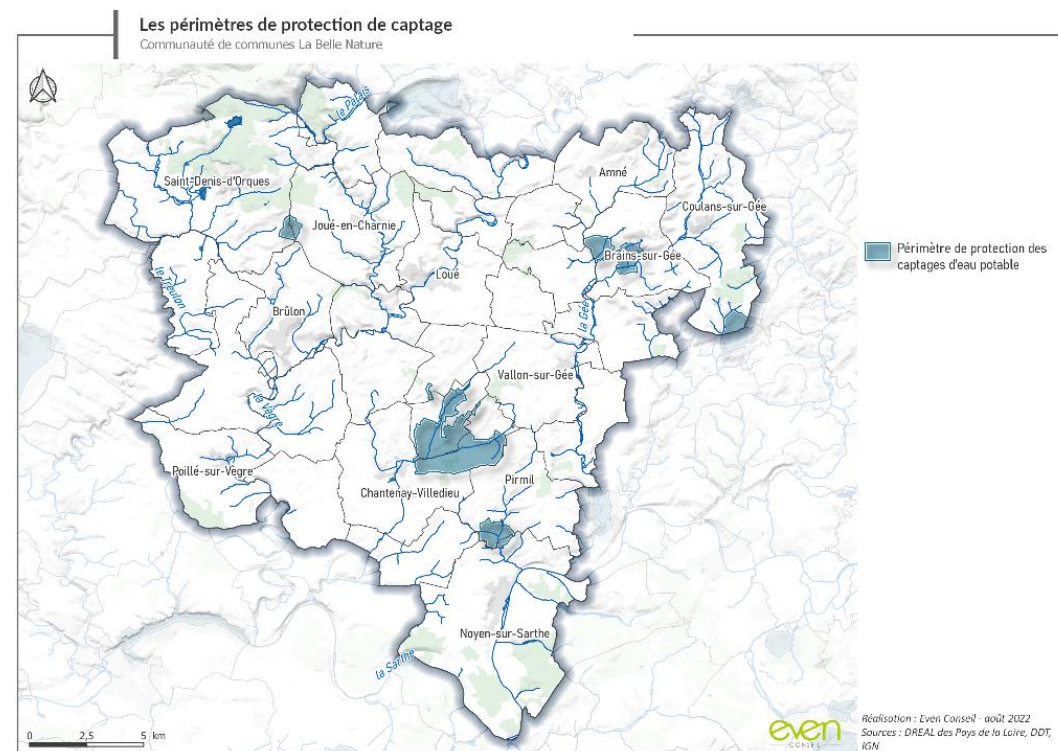 Les périmètres de protection de captage
Communauté de communes La Belle Nature
le Palais
Amné
Saint-Denis-d'Orques
Coulans-sur-Gée
Joué-en-Charnie
Brains-sur-Gée
Périmètre de protection des
captages d'eau potable
Loué
le Treulon
Brûlon
la Gée
Vallon-sur-Gée
la Vègre
Poillé-sur-Vègre
Pirmil
Chantenay-Villedieu
Noyen-sur-Sarthe
la Sarthe
even
CONSEIL
Réalisation : Even Conseil - août 2022
Sources : DREAL des Pays de la Loire, DDT,
IGN
0 2,5 5 km